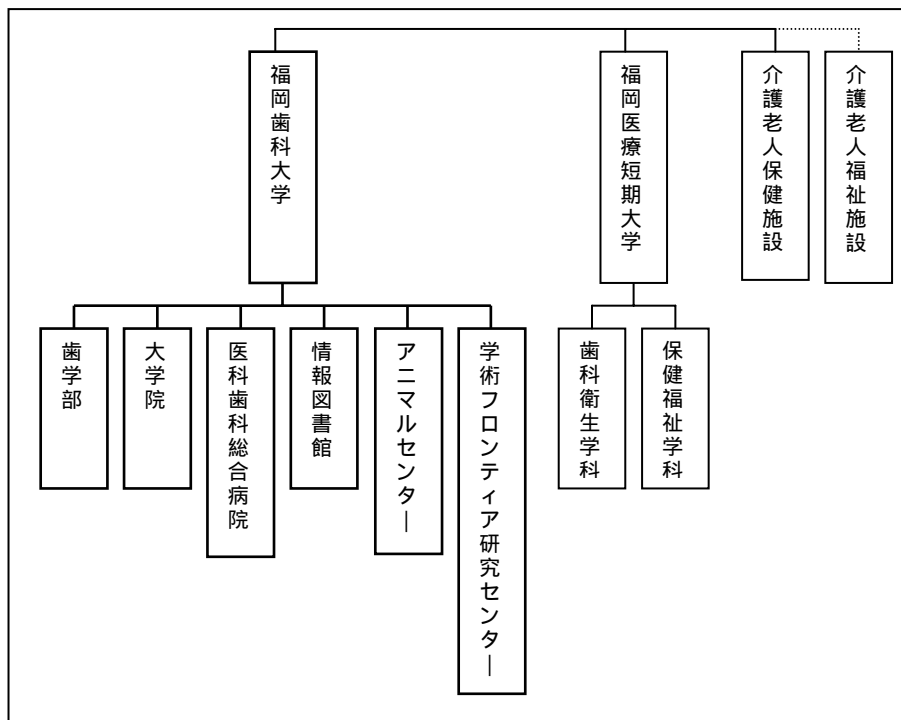 福岡歯科大学
福岡医療短期大学
介護老人保健施設
介護老人福祉施設
歯学部
大学院
医科歯科総合病院
情報図書館
アニマルセンター
学術フロンティア研究センター
歯科衛生学科
保健福祉学科